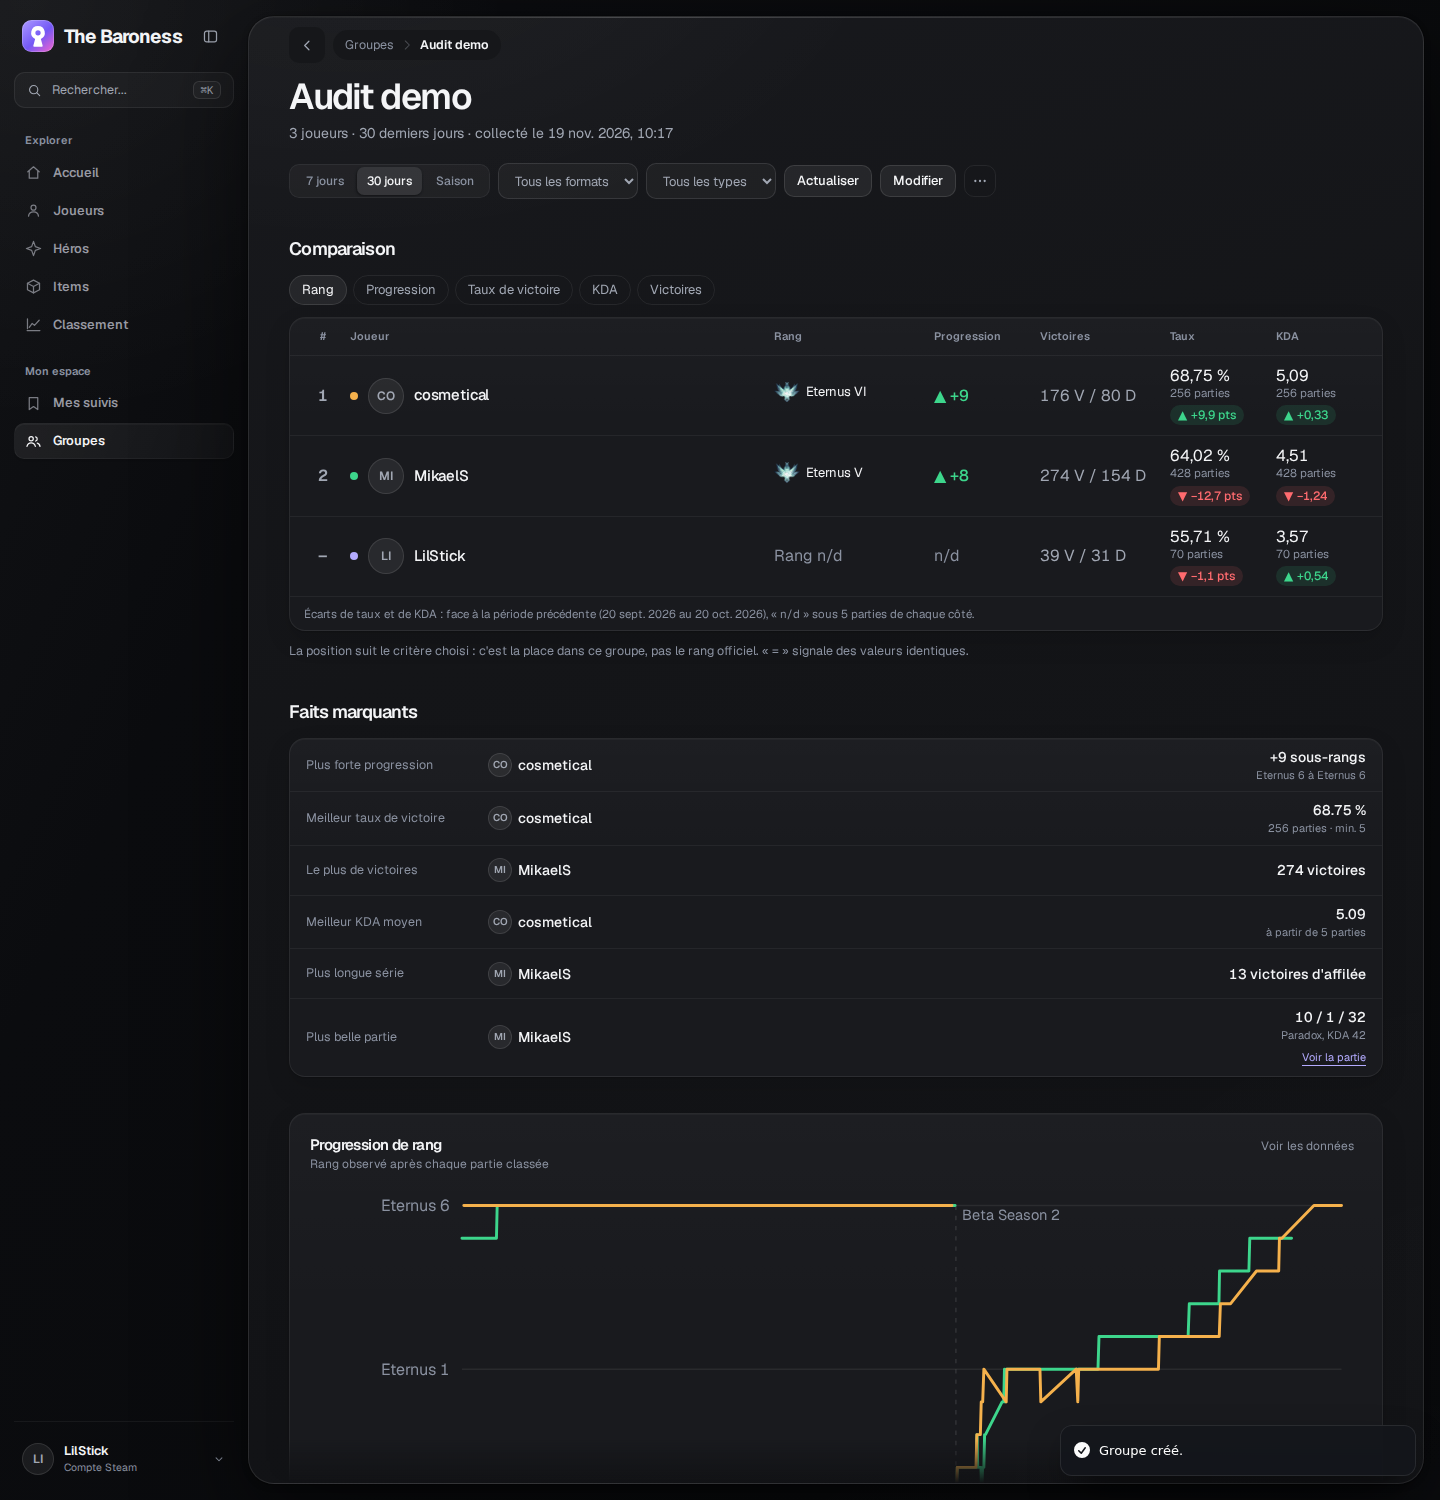 The Baroness
Rechercher...
⌘K
Explorer
Accueil
Joueurs
Héros
Items
Classement
Mon espace
Mes suivis
Groupes
LI
LilStick
Compte Steam
Groupes
Audit demo
Audit demo
3 joueurs · 30 derniers jours · collecté le 19 nov. 2026, 10:17
7 jours
30 jours
Saison
Tous les formats
Tous les types
Actualiser
Modifier
···
Comparaison
Rang
Progression
Taux de victoire
KDA
Victoires
# Joueur Rang Progression Victoires Taux KDA
1 CO cosmetical Eternus VI ▲ +9 176 V / 80 D 68,75 % 5,09
256 parties 256 parties
▲ +9,9 pts ▲ +0,33
2 MI MikaelS Eternus V ▲ +8 274 V / 154 D 64,02 % 4,51
428 parties 428 parties
▼ −12,7 pts ▼ −1,24
– LI LilStick Rang n/d n/d 39 V / 31 D 55,71 % 3,57
70 parties 70 parties
▼ −1,1 pts ▲ +0,54
Écarts de taux et de KDA : face à la période précédente (20 sept. 2026 au 20 oct. 2026), « n/d » sous 5 parties de chaque côté.
La position suit le critère choisi : c'est la place dans ce groupe, pas le rang officiel. « = » signale des valeurs identiques.
Faits marquants
Plus forte progression CO cosmetical +9 sous-rangs
Eternus 6 à Eternus 6
Meilleur taux de victoire CO cosmetical 68.75 %
256 parties · min. 5
Le plus de victoires MI MikaelS 274 victoires
Meilleur KDA moyen CO cosmetical 5.09
à partir de 5 parties
Plus longue série MI MikaelS 13 victoires d'affilée
Plus belle partie MI MikaelS 10 / 1 / 32
Paradox, KDA 42
Voir la partie
Progression de rang
Voir les données
Rang observé après chaque partie classée
Eternus 6
Beta Season 2
Eternus 1
Groupe créé.